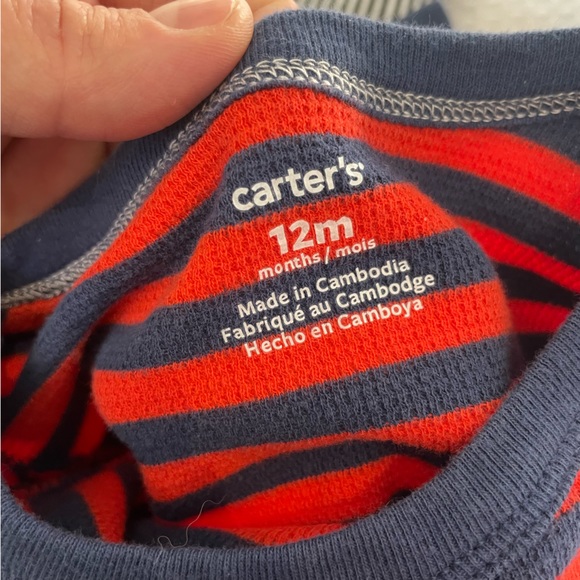 carter's
12m
months/mois
Made in Cambodia
Fabriqué au Cambodge
Hecho en Camboya